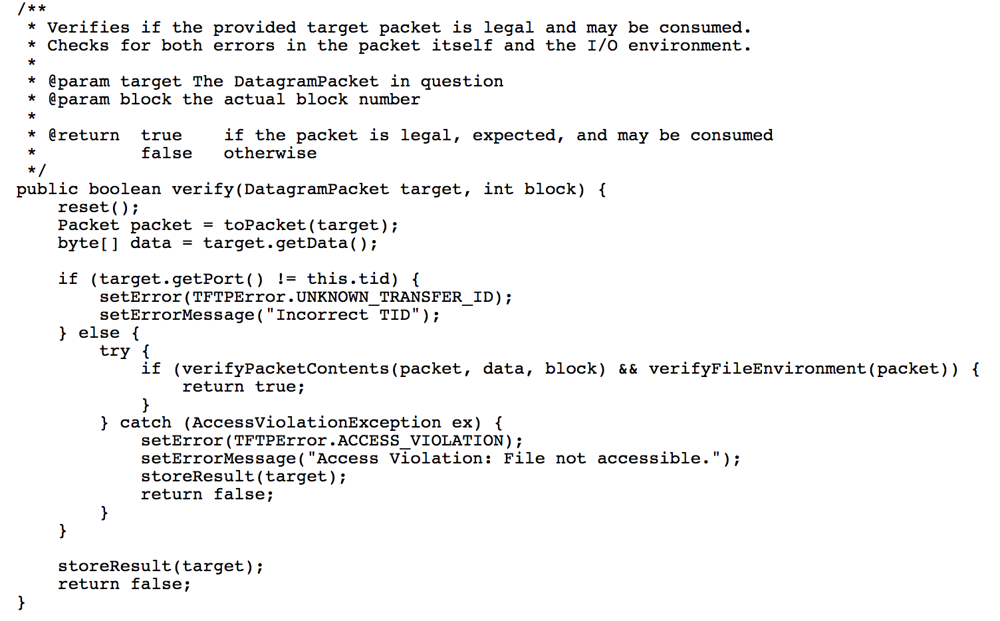 /**
 * Verifies if the provided target packet is legal and may be consumed.
 * Checks for both errors in the packet itself and the I/O environment.
 *
 * @param target The DatagramPacket in question
 * @param block the actual block number
 *
 * @return  true    if the packet is legal, expected, and may be consumed
 *          false   otherwise
 */
public boolean verify(DatagramPacket target, int block) {
    reset();
    Packet packet = toPacket(target);
    byte[] data = target.getData();

    if (target.getPort() != this.tid) {
        setError(TFTPError.UNKNOWN_TRANSFER_ID);
        setErrorMessage("Incorrect TID");
    } else {
        try {
            if (verifyPacketContents(packet, data, block) && verifyFileEnvironment(packet)) {
                return true;
            }
        } catch (AccessViolationException ex) {
            setError(TFTPError.ACCESS_VIOLATION);
            setErrorMessage("Access Violation: File not accessible.");
            storeResult(target);
            return false;
        }
    }

    storeResult(target);
    return false;
}